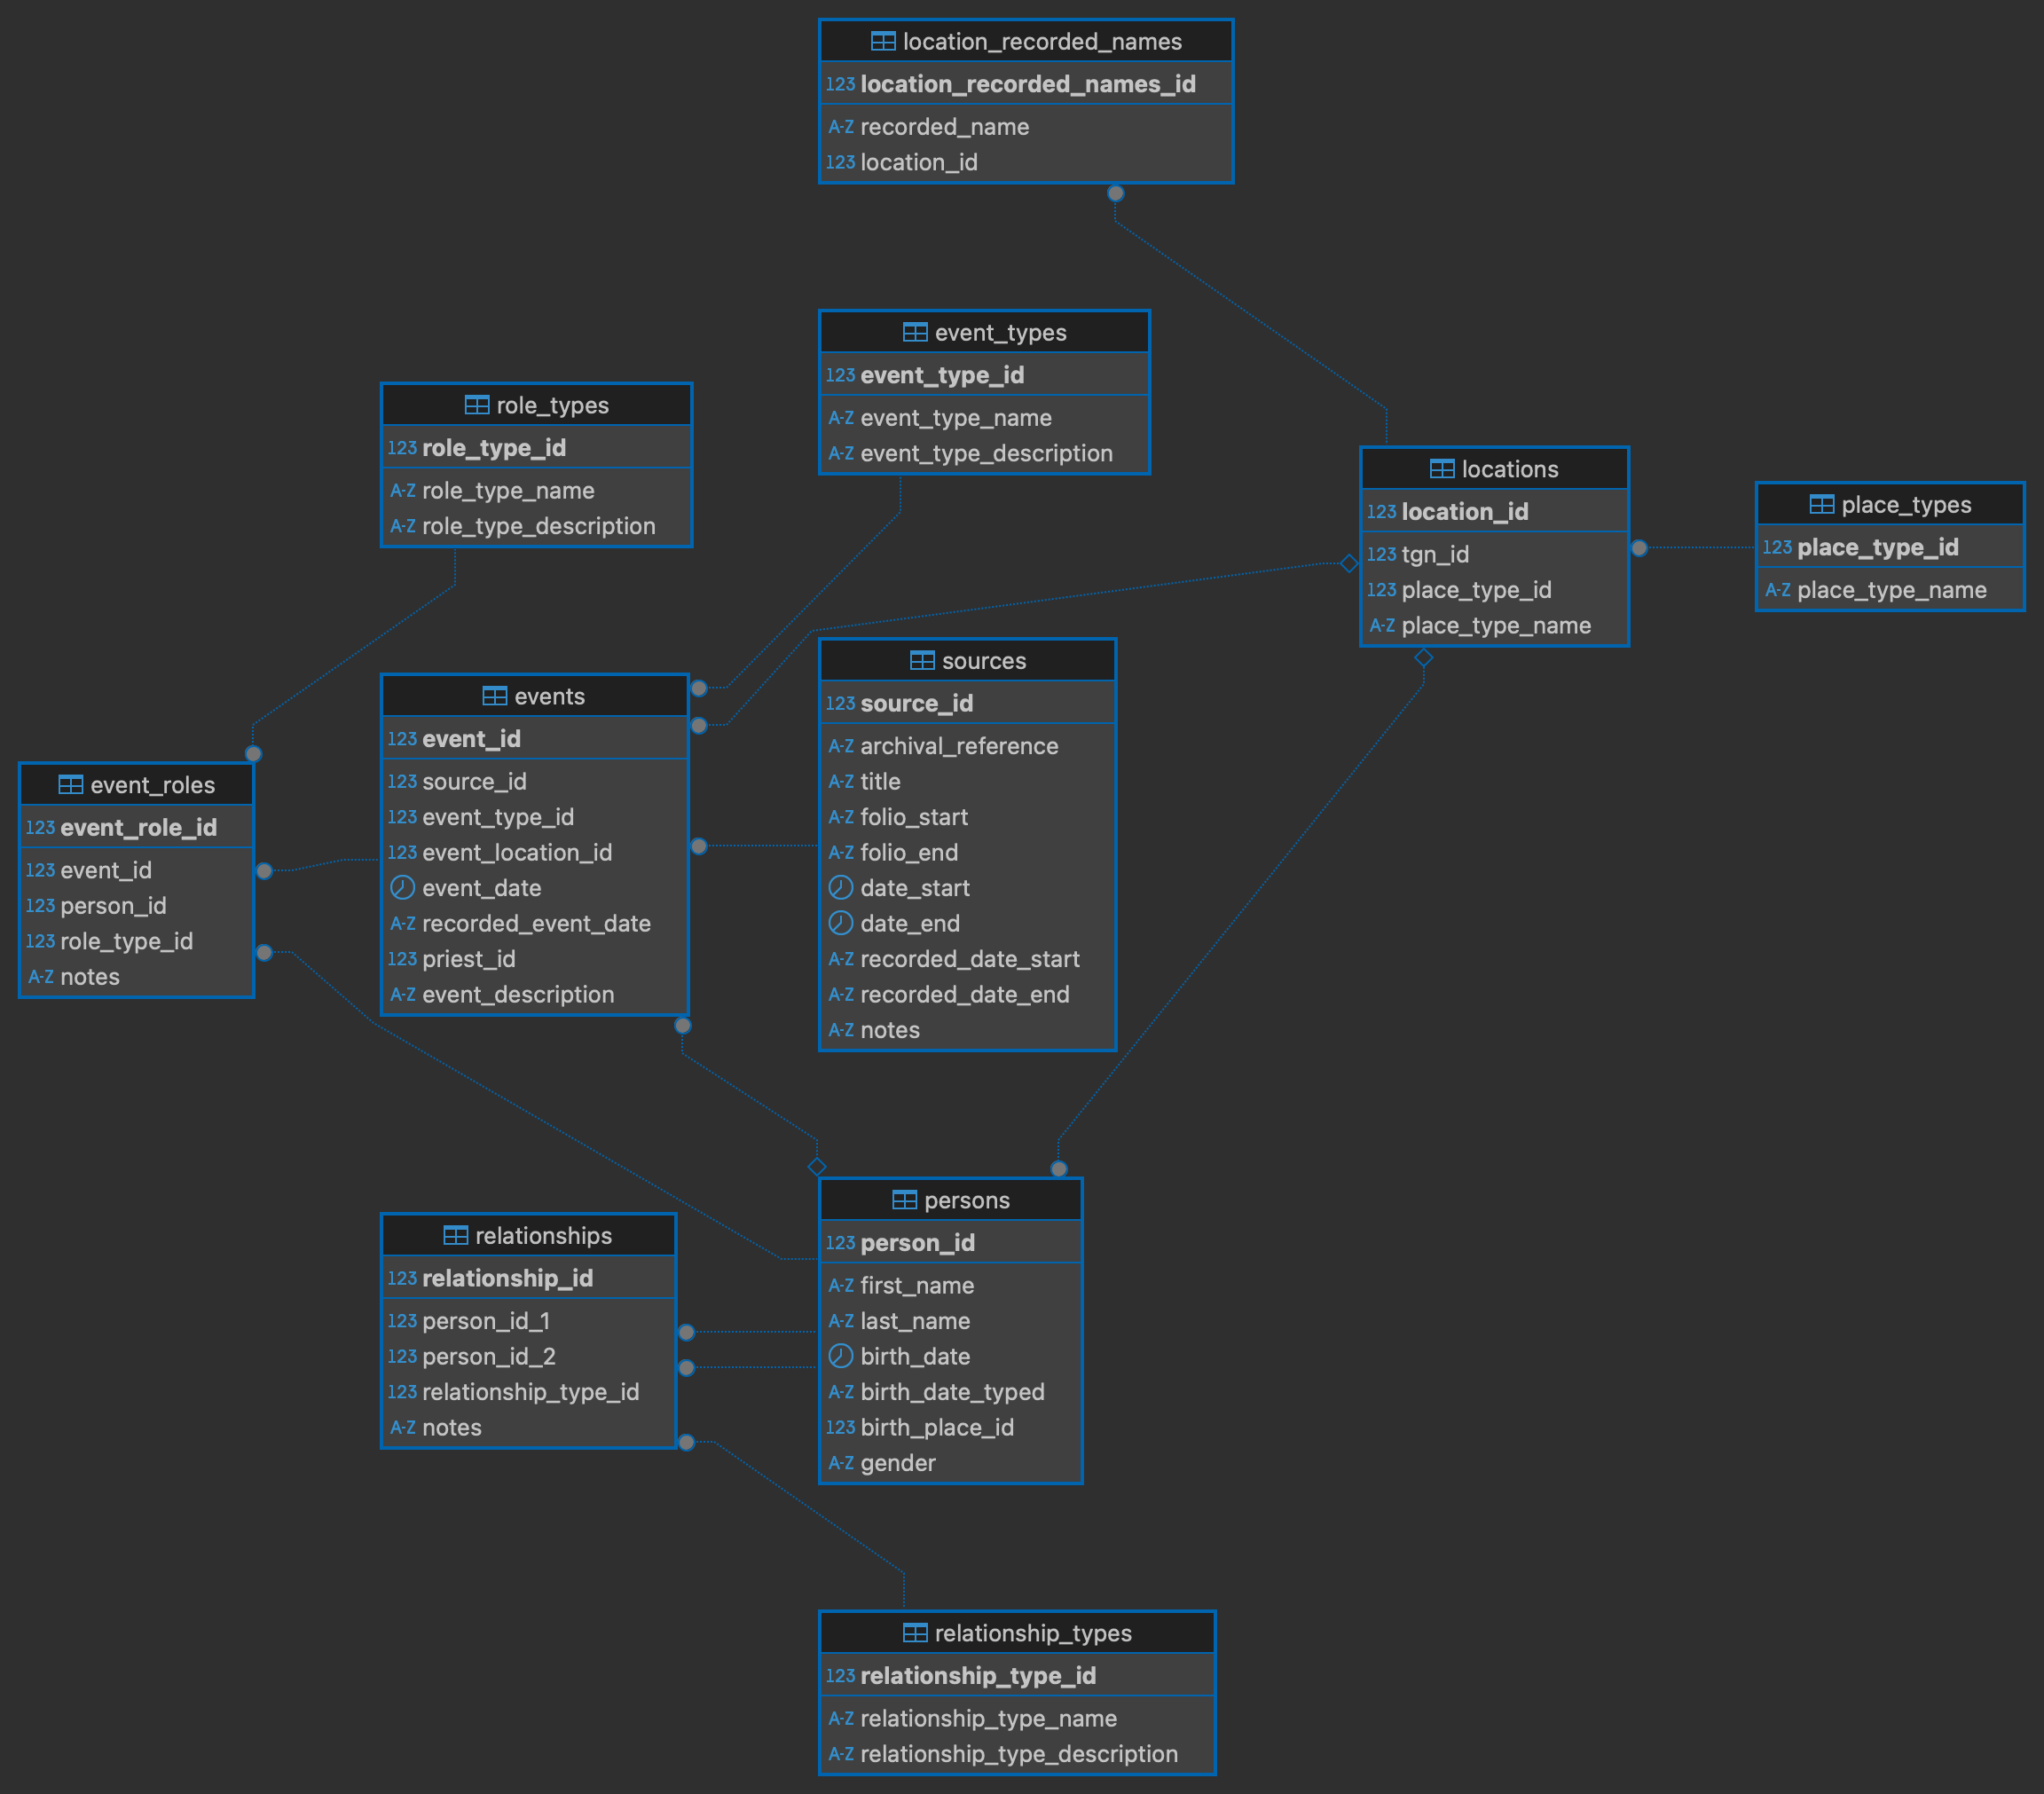 location_recorded_names
123 location_recorded_names_id
A-Z recorded_name
123 location_id
event_types
123 event_type_id
A-Z event_type_name
A-Z event_type_description
role_types
123 role_type_id
A-Z role_type_name
A-Z role_type_description
locations
123 location_id
123 tgn_id
123 place_type_id
A-Z place_type_name
place_types
123 place_type_id
A-Z place_type_name
sources
123 source_id
A-Z archival_reference
A-Z title
A-Z folio_start
A-Z folio_end
date_start
date_end
A-Z recorded_date_start
A-Z recorded_date_end
A-Z notes
events
123 event_id
123 source_id
123 event_type_id
123 event_location_id
event_date
A-Z recorded_event_date
123 priest_id
A-Z event_description
event_roles
123 event_role_id
123 event_id
123 person_id
123 role_type_id
A-Z notes
persons
123 person_id
A-Z first_name
A-Z last_name
birth_date
A-Z birth_date_typed
123 birth_place_id
A-Z gender
relationships
123 relationship_id
123 person_id_1
123 person_id_2
123 relationship_type_id
A-Z notes
relationship_types
123 relationship_type_id
A-Z relationship_type_name
A-Z relationship_type_description